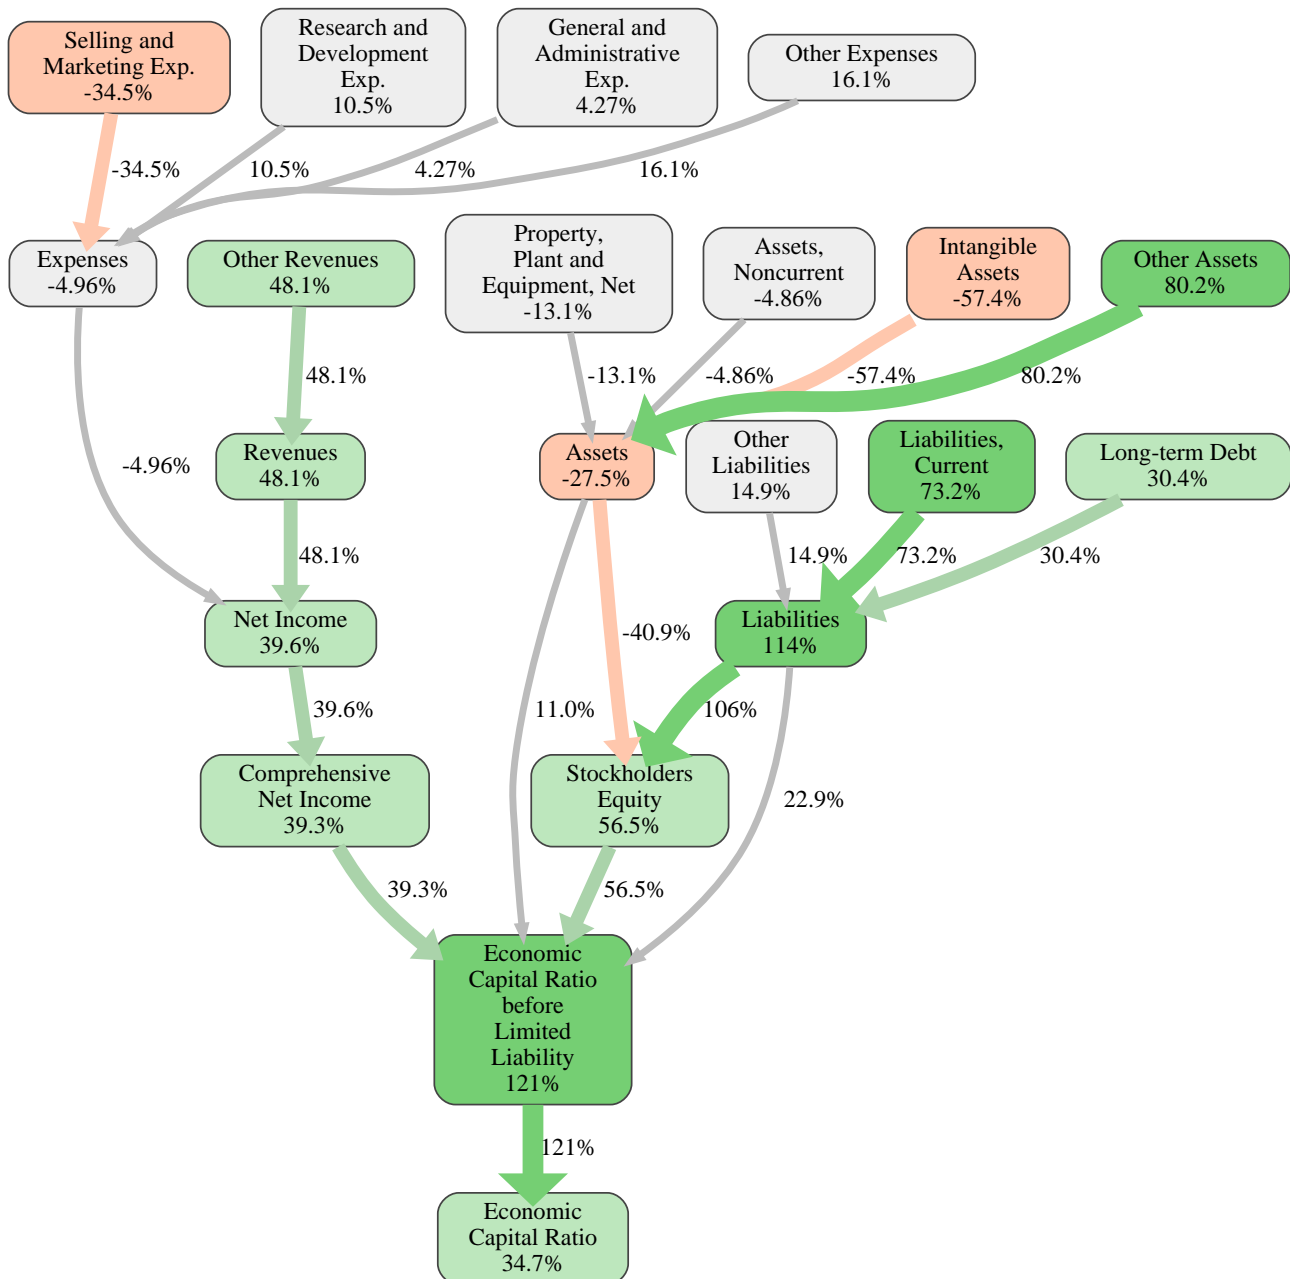 Selling and
Marketing Exp.
-34.5%
Research and
Development
Exp.
10.5%
General and
Administrative
Exp.
4.27%
Other Expenses
16.1%
-34.5%
10.5%
4.27%
16.1%
Expenses
-4.96%
Other Revenues
48.1%
Property,
Plant and
Equipment, Net
-13.1%
Assets,
Noncurrent
-4.86%
Intangible
Assets
-57.4%
Other Assets
80.2%
48.1%
-13.1%
-4.86%
-57.4%
80.2%
-4.96%
Revenues
48.1%
Assets
-27.5%
Other
Liabilities
14.9%
Liabilities,
Current
73.2%
Long-term Debt
30.4%
48.1%
14.9%
73.2%
30.4%
Net Income
39.6%
-40.9%
Liabilities
114%
39.6%
11.0%
106%
Comprehensive
Net Income
39.3%
Stockholders
Equity
56.5%
22.9%
39.3%
56.5%
Economic
Capital Ratio
before
Limited
Liability
121%
121%
Economic
Capital Ratio
34.7%